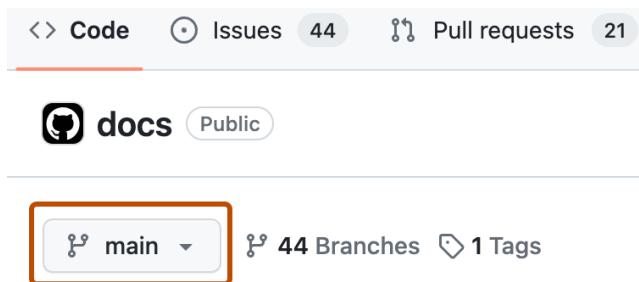 <> Code Issues 44 Pull requests 21
docs Public
main 44 Branches 1 Tags